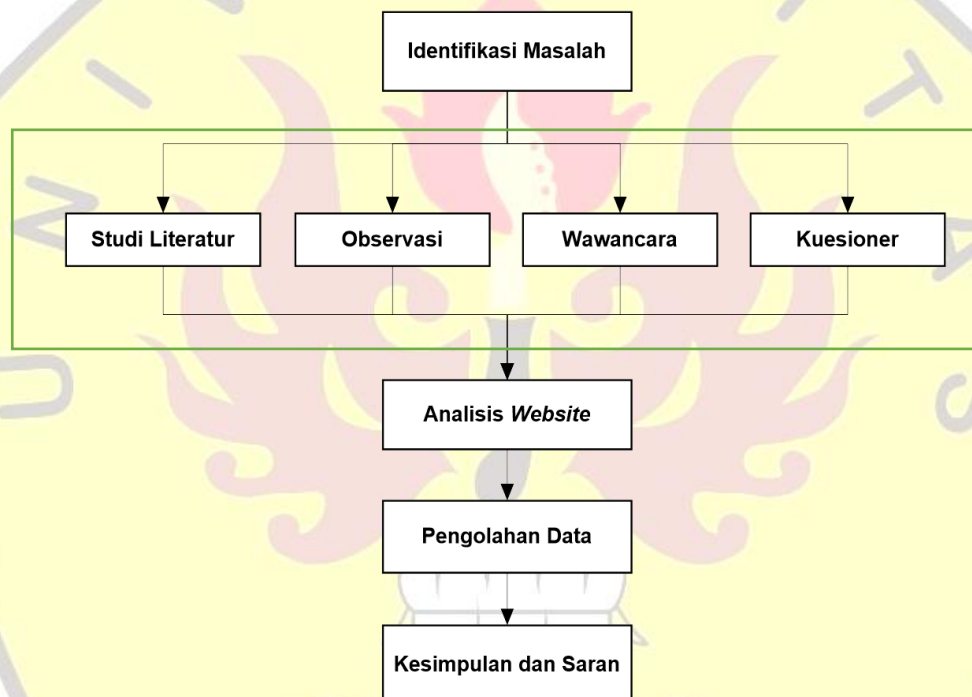 Identifikasi Masalah
Studi Literatur
Observasi
Wawancara
Kuesioner
Analisis Website
Pengolahan Data
Kesimpulan dan Saran